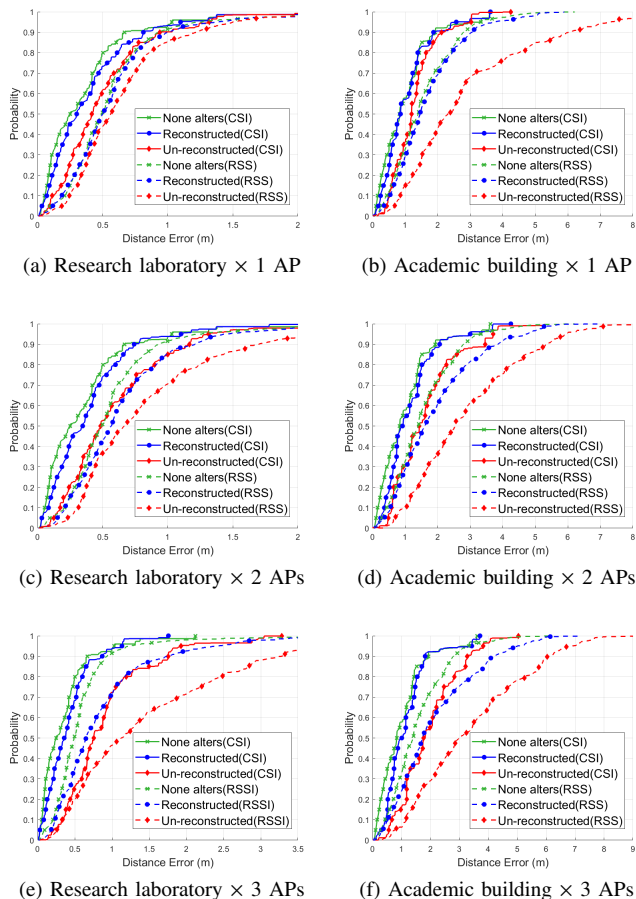 1
0.9
0.8
0.7
0.6
0.5
0.4
0.3
0.2
0.1
0
Probability
None alters(CSI)
Reconstructed(CSI)
Un-reconstructed(CSI)
None alters(RSS)
Reconstructed(RSS)
Un-reconstructed(RSS)
0 0.5 1 1.5 2
Distance Error (m)
(a) Research laboratory × 1 AP
1
0.9
0.8
0.7
0.6
0.5
0.4
0.3
0.2
0.1
0
Probability
None alters(CSI)
Reconstructed(CSI)
Un-reconstructed(CSI)
None alters(RSS)
Reconstructed(RSS)
Un-reconstructed(RSS)
0 1 2 3 4 5 6 7 8
Distance Error (m)
(b) Academic building × 1 AP
1
0.9
0.8
0.7
0.6
0.5
0.4
0.3
0.2
0.1
0
Probability
None alters(CSI)
Reconstructed(CSI)
Un-reconstructed(CSI)
None alters(RSS)
Reconstructed(RSS)
Un-reconstructed(RSS)
0 0.5 1 1.5 2
Distance Error (m)
(c) Research laboratory × 2 APs
1
0.9
0.8
0.7
0.6
0.5
0.4
0.3
0.2
0.1
0
Probability
None alters(CSI)
Reconstructed(CSI)
Un-reconstructed(CSI)
None alters(RSS)
Reconstructed(RSS)
Un-reconstructed(RSS)
0 1 2 3 4 5 6 7 8
Distance Error (m)
(d) Academic building × 2 APs
1
0.9
0.8
0.7
0.6
0.5
0.4
0.3
0.2
0.1
0
Probability
None alters(CSI)
Reconstructed(CSI)
Un-reconstructed(CSI)
None alters(RSSI)
Reconstructed(RSSI)
Un-reconstructed(RSSI)
0 0.5 1 1.5 2 2.5 3 3.5
Distance Error (m)
(e) Research laboratory × 3 APs
1
0.9
0.8
0.7
0.6
0.5
0.4
0.3
0.2
0.1
0
Probability
None alters(CSI)
Reconstructed(CSI)
Un-reconstructed(CSI)
None alters(RSS)
Reconstructed(RSS)
Un-reconstructed(RSS)
0 1 2 3 4 5 6 7 8 9
Distance Error (m)
(f) Academic building × 3 APs